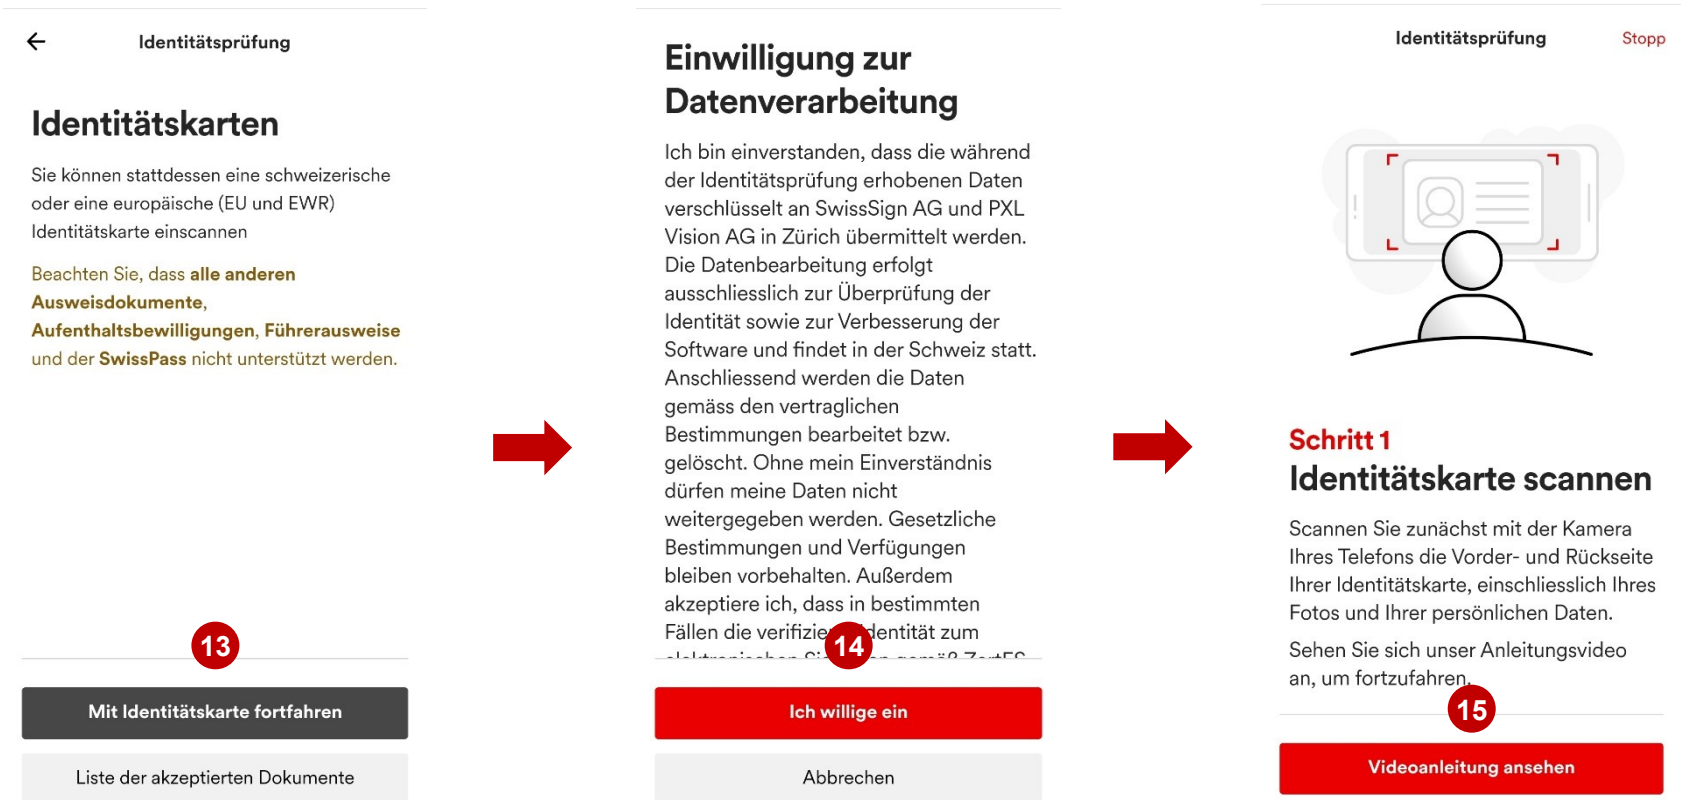 Identitätsprüfung
Identitätskarten
Sie können stattdessen eine schweizerische
oder eine europäische (EU und EWR)
Identitätskarte einscannen
Beachten Sie, dass alle anderen
Ausweisdokumente,
Aufenthaltsbewilligungen, Führerausweise
und der SwissPass nicht unterstützt werden.
13
Mit Identitätskarte fortfahren
Liste der akzeptierten Dokumente
Einwilligung zur
Datenverarbeitung
Ich bin einverstanden, dass die während
der Identitätsprüfung erhobenen Daten
verschlüsselt an SwissSign AG und PXL
Vision AG in Zürich übermittelt werden.
Die Datenbearbeitung erfolgt
ausschliesslich zur Überprüfung der
Identität sowie zur Verbesserung der
Software und findet in der Schweiz statt.
Anschliessend werden die Daten
gemäss den vertraglichen
Bestimmungen bearbeitet bzw.
gelöscht. Ohne mein Einverständnis
dürfen meine Daten nicht
weitergegeben werden. Gesetzliche
Bestimmungen und Verfügungen
bleiben vorbehalten. Außerdem
akzeptiere ich, dass in bestimmten
Fällen die zum
14
Ich willige ein
Abbrechen
Identitätsprüfung
Stopp
Schritt 1
Identitätskarte scannen
Scannen Sie zunächst mit der Kamera
Ihres Telefons die Vorder- und Rückseite
Ihrer Identitätskarte, einschliesslich Ihres
Fotos und Ihrer persönlichen Daten.
Sehen Sie sich unser Anleitungsvideo
an, um fortzufahren.
15
Videoanleitung ansehen